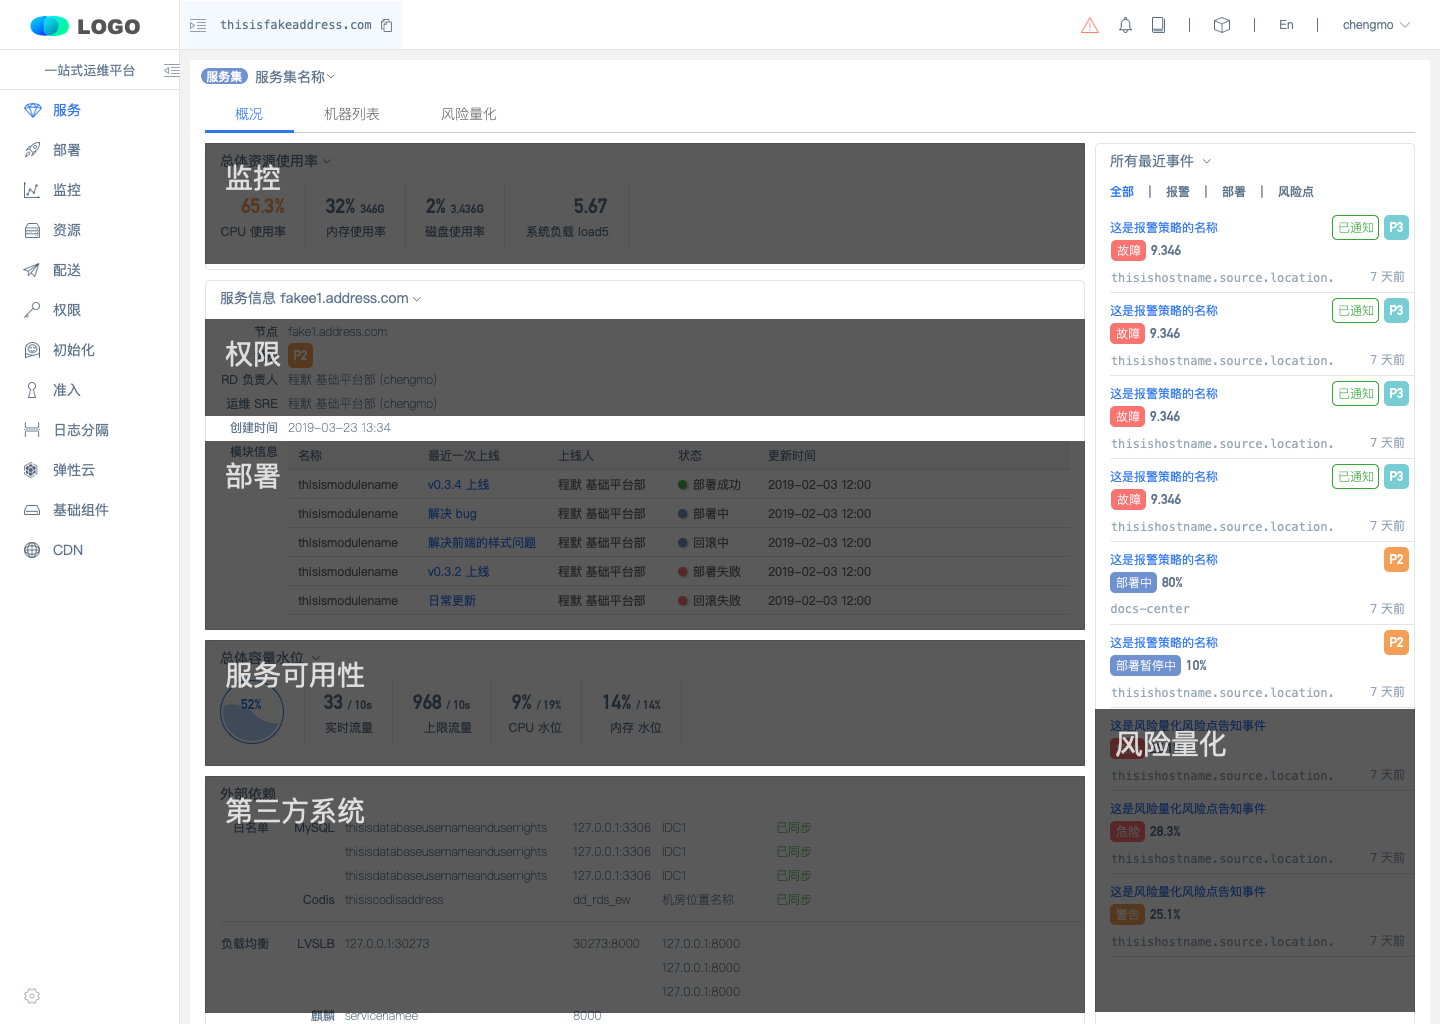 LOGO
thisisfakeaddress.com
En
chengmo
一站式运维平台
服务
部署
监控
资源
配送
权限
初始化
准入
日志分隔
弹性云
基础组件
CDN
服务集 服务集名称
概况 机器列表 风险量化
总体资源使用率
监控
65.3% 32% 346G 2% 3.436G 5.67
CPU 使用率 内存使用率 磁盘使用率 系统负载 load5
服务信息 fakee1.address.com
节点 fake1.address.com
权限
P2
RD 负责人 程默 基础平台部 (chengmo)
运维 SRE 程默 基础平台部 (chengmo)
创建时间 2019-03-23 13:34
模块信息 名称 最近一次上线 上线人 状态 更新时间
部署
thisismodulename v0.3.4 上线 程默 基础平台部 部署成功 2019-02-03 12:00
thisismodulename 解决 bug 程默 基础平台部 部署中 2019-02-03 12:00
thisismodulename 解决前端的样式问题 程默 基础平台部 回滚中 2019-02-03 12:00
thisismodulename v0.3.2 上线 程默 基础平台部 部署失败 2019-02-03 12:00
thisismodulename 日常更新 程默 基础平台部 回滚失败 2019-02-03 12:00
总体容量水位
服务可用性
52% 33 / 10s 968 / 10s 9% / 19% 14% / 14%
实时流量 上限流量 CPU 水位 内存 水位
外部依赖
第三方系统
白名单 MySQL thisisdatabaseusernameanduserrights 127.0.0.1:3306 IDC1 已同步
thisisdatabaseusernameanduserrights 127.0.0.1:3306 IDC1 已同步
thisisdatabaseusernameanduserrights 127.0.0.1:3306 IDC1 已同步
Codis thisiscodisaddress dd_rds_ew 机房位置名称 已同步
负载均衡 LVSLB 127.0.0.1:30273 30273:8000 127.0.0.1:8000
127.0.0.1:8000
127.0.0.1:8000
麒麟 servicenamee 8000
所有最近事件
全部 | 报警 | 部署 | 风险点
这是报警策略的名称 已通知 P3
故障 9.346
thisishostname.source.location. 7 天前
这是报警策略的名称 已通知 P3
故障 9.346
thisishostname.source.location. 7 天前
这是报警策略的名称 已通知 P3
故障 9.346
thisishostname.source.location. 7 天前
这是报警策略的名称 已通知 P3
故障 9.346
thisishostname.source.location. 7 天前
这是报警策略的名称 P2
部署中 80%
docs-center 7 天前
这是报警策略的名称 P2
部署暂停中 10%
thisishostname.source.location. 7 天前
这是风险量化风险点告知事件
风险量化
thisishostname.source.location. 7 天前
这是风险量化风险点告知事件
危险 28.3%
thisishostname.source.location. 7 天前
这是风险量化风险点告知事件
警告 25.1%
thisishostname.source.location. 7 天前